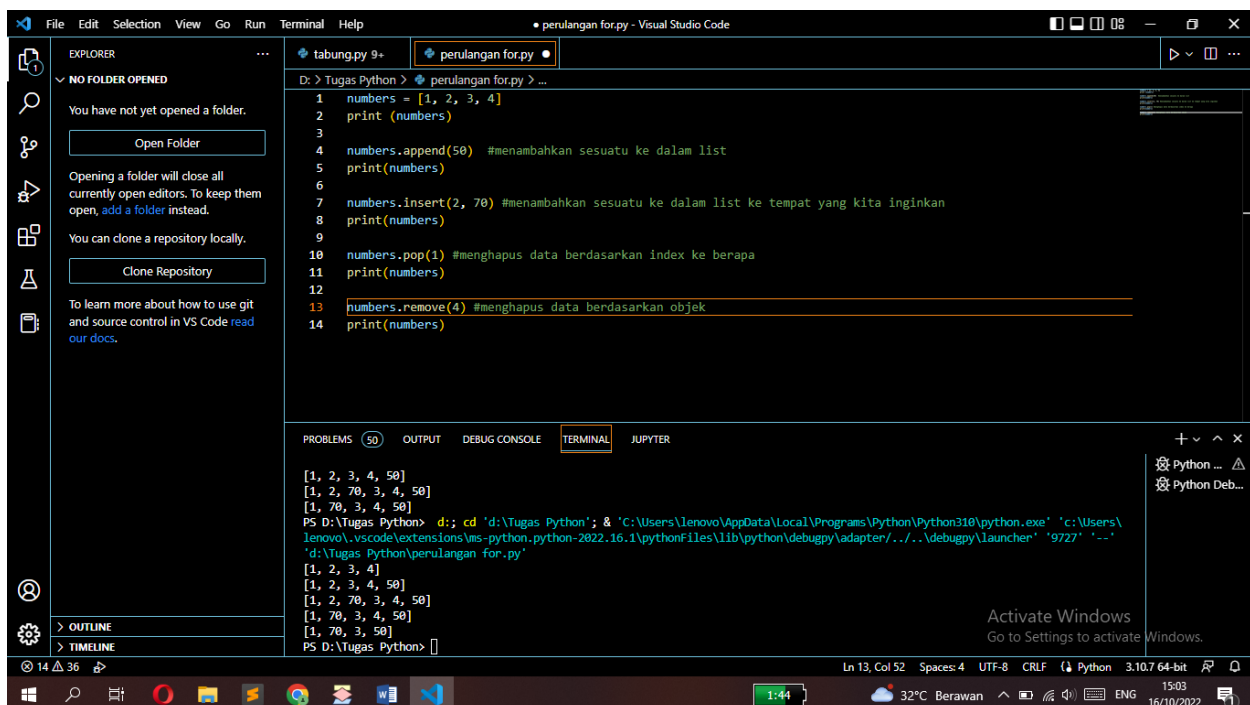 File Edit Selection View Go Run Terminal Help ● perulangan for.py - Visual Studio Code
EXPLORER ···
NO FOLDER OPENED
You have not yet opened a folder.
Open Folder
Opening a folder will close all
currently open editors. To keep them
open, add a folder instead.
You can clone a repository locally.
Clone Repository
To learn more about how to use git
and source control in VS Code read
our docs.
OUTLINE
TIMELINE
1
tabung.py 9+ perulangan for.py ●
D: > Tugas Python > perulangan for.py > ...
1 numbers = [1, 2, 3, 4]
2 print (numbers)
3
4 numbers.append(50) #menambahkan sesuatu ke dalam list
5 print(numbers)
6
7 numbers.insert(2, 70) #menambahkan sesuatu ke dalam list ke tempat yang kita inginkan
8 print(numbers)
9
10 numbers.pop(1) #menghapus data berdasarkan index ke berapa
11 print(numbers)
12
13 numbers.remove(4) #menghapus data berdasarkan objek
14 print(numbers)
PROBLEMS 50 OUTPUT DEBUG CONSOLE TERMINAL JUPYTER
[1, 2, 3, 4, 50]
[1, 2, 70, 3, 4, 50]
[1, 70, 3, 4, 50]
PS D:\Tugas Python> d:; cd 'd:\Tugas Python'; & 'C:\Users\lenovo\AppData\Local\Programs\Python\Python310\python.exe' 'c:\Users\
lenovo\.vscode\extensions\ms-python.python-2022.16.1\pythonFiles\lib\python\debugpy\adapter/../..\debugpy\launcher' '9727' '--'
'd:\Tugas Python\perulangan for.py'
[1, 2, 3, 4]
[1, 2, 3, 4, 50]
[1, 2, 70, 3, 4, 50]
[1, 70, 3, 4, 50]
[1, 70, 3, 50]
PS D:\Tugas Python>
Python ...
Python Deb...
Activate Windows
Go to Settings to activate Windows.
14 36 Ln 13, Col 52 Spaces: 4 UTF-8 CRLF Python 3.10.7 64-bit
1:44 32°C Berawan ENG 15:03
16/10/2022 1